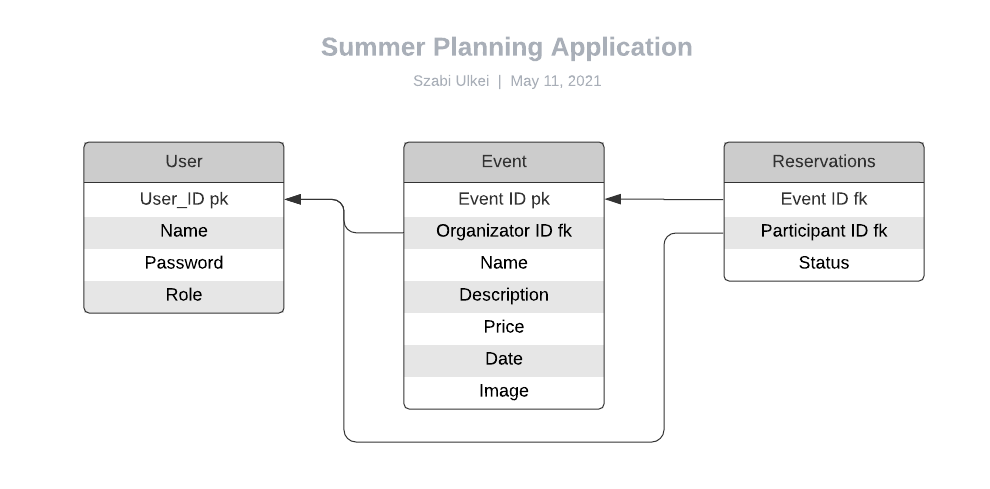 Summer Planning Application
Szabi Ulkei | May 11, 2021
User
User_ID pk
Name
Password
Role
Event
Event ID pk
Organizator ID fk
Name
Description
Price
Date
Image
Reservations
Event ID fk
Participant ID fk
Status